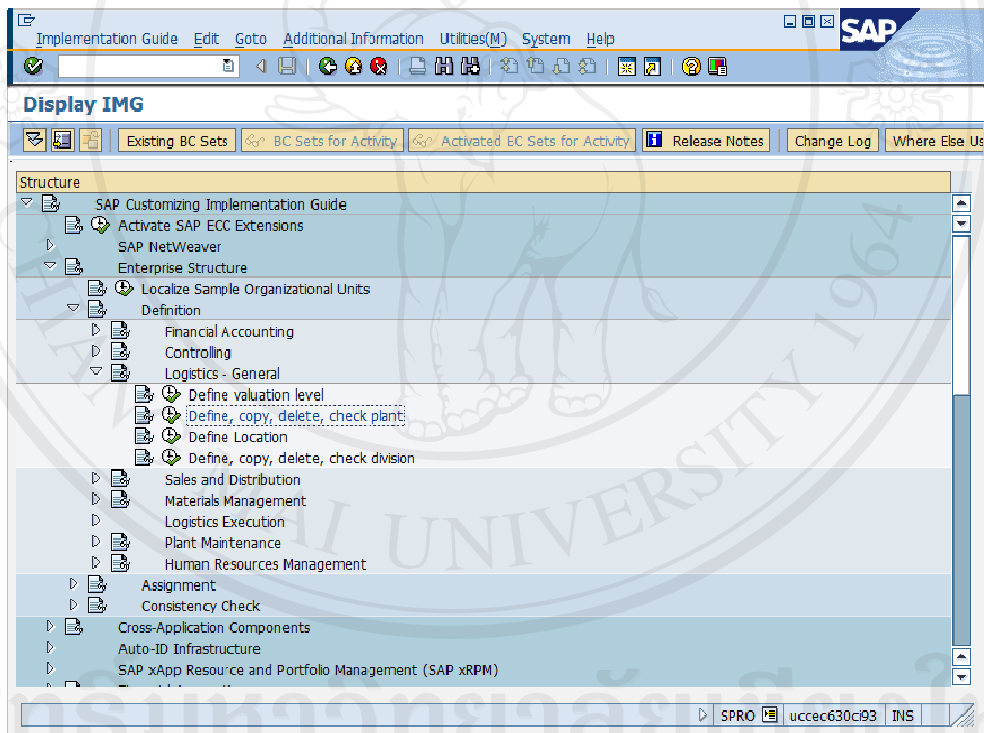 Implementation Guide Edit Goto Additional Information Utilities(M) System Help
SAP
Display IMG
Existing BC Sets BC Sets for Activity Activated BC Sets for Activity Release Notes Change Log Where Else Us
Structure
SAP Customizing Implementation Guide
Activate SAP ECC Extensions
SAP NetWeaver
Enterprise Structure
Localize Sample Organizational Units
Definition
Financial Accounting
Controlling
Logistics - General
Define valuation level
Define, copy, delete, check plant
Define Location
Define, copy, delete, check division
Sales and Distribution
Materials Management
Logistics Execution
Plant Maintenance
Human Resources Management
Assignment
Consistency Check
Cross-Application Components
Auto-ID Infrastructure
SAP xApp Resource and Portfolio Management (SAP xRPM)
SPRO uccec630ci93 INS
MAI UNIVERSITY 1964